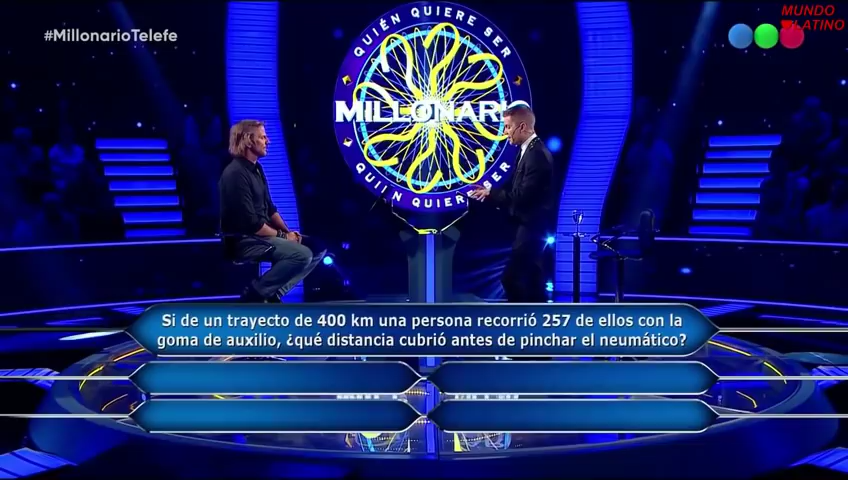 #MillonarioTelefe
MUNDO
LATINO
QUIÉN QUIERE SER
MILLONARIO
QUIÉN QUIERE SER
Si de un trayecto de 400 km una persona recorrió 257 de ellos con la
goma de auxilio, ¿qué distancia cubrió antes de pinchar el neumático?